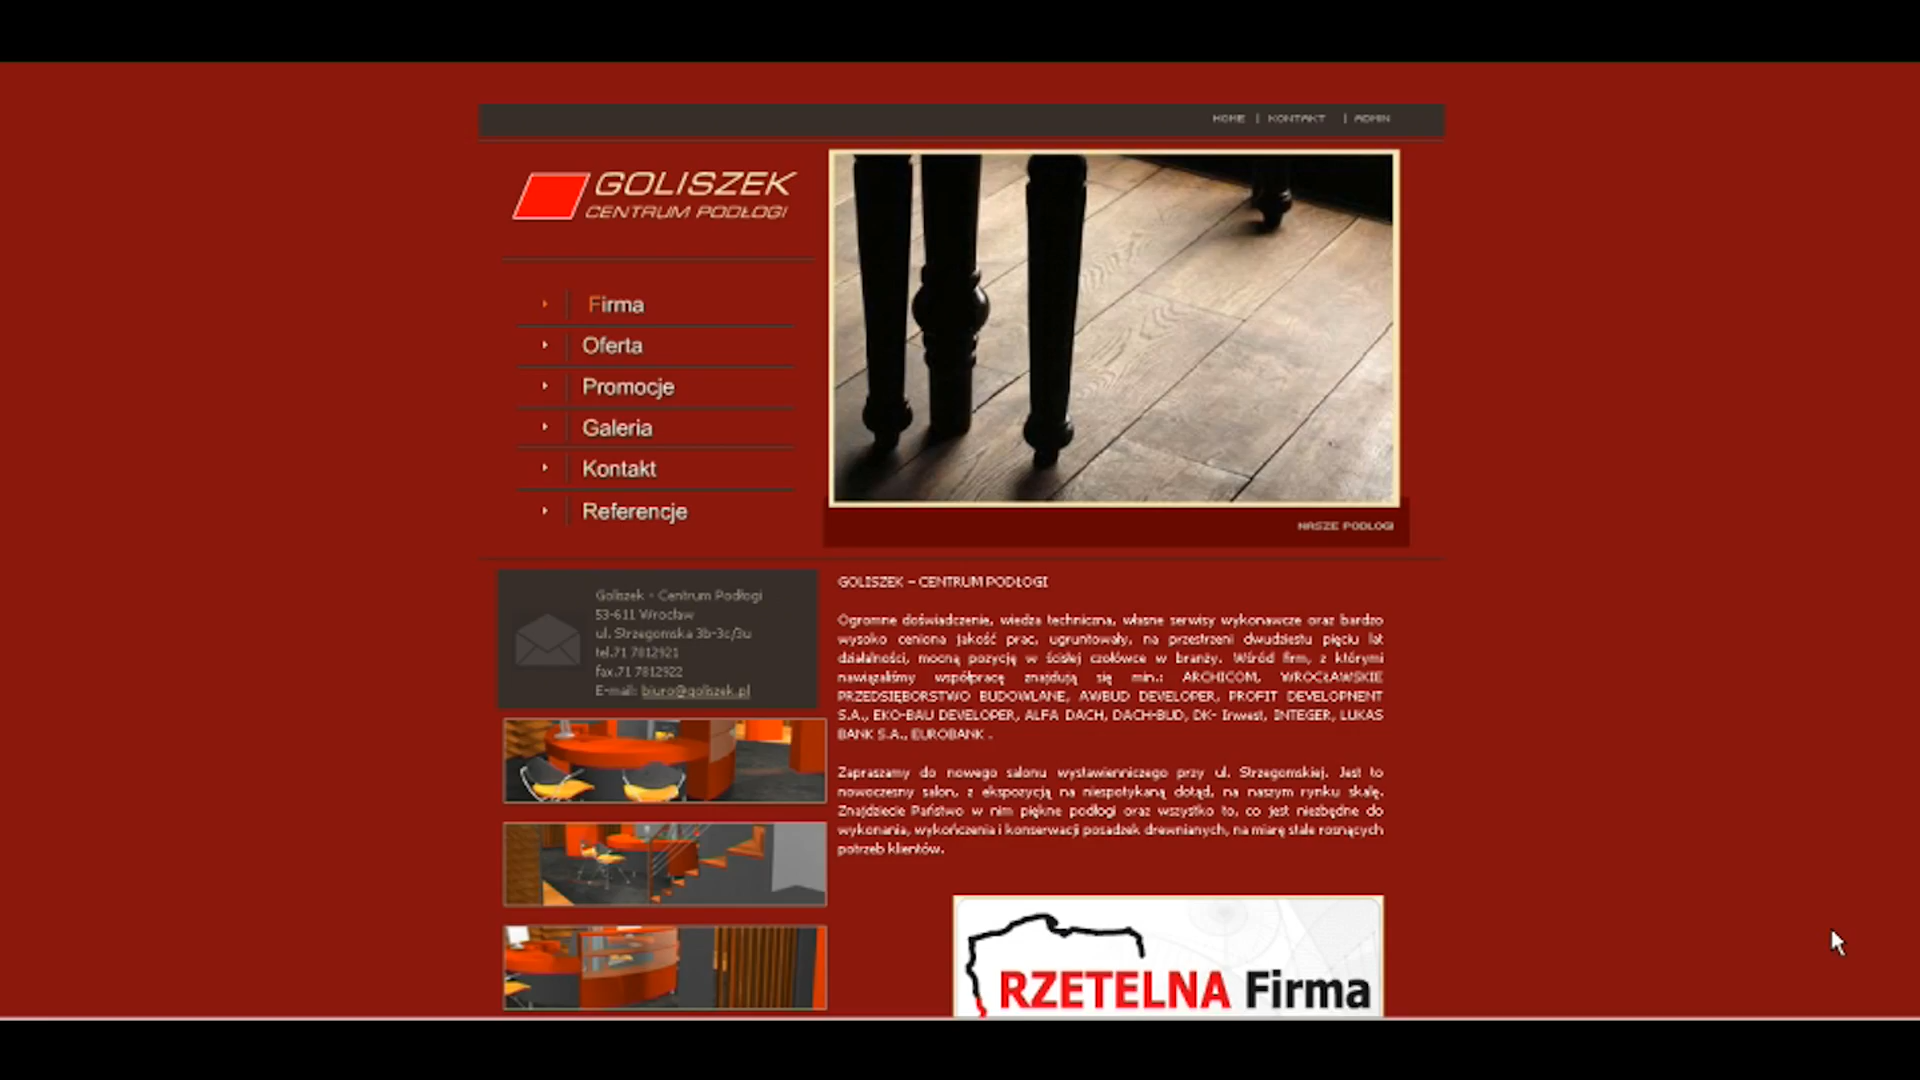 HOME | KONTAKT | ADMIN
GOLISZEK
CENTRUM PODŁOGI
Firma
Oferta
Promocje
Galeria
Kontakt
Referencje
NASZE PODLOGI
Goliszek - Centrum Podłogi
53-611 Wrocław
ul. Strzegomska 3b-3c/3u
tel.71 7812921
fax.71 7812922
E-mail: biuro@goliszek.pl
GOLISZEK – CENTRUM PODŁOGI
Ogromne doświadczenie, wiedza techniczna, własne serwisy wykonawcze oraz bardzo
wysoko ceniona jakość prac, ugruntowały, na przestrzeni dwudziestu pięciu lat
działalności, mocną pozycję w ścisłej czołówce w branży. Wśród firm, z którymi
nawiązaliśmy współpracę znajdują się min.: ARCHICOM, WROCŁAWSKIE
PRZEDSIĘBORSTWO BUDOWLANE, AWBUD DEVELOPER, PROFIT DEVELOPNENT
S.A., EKO-BAU DEVELOPER, ALFA DACH, DACH-BUD, DK- Inwest, INTEGER, LUKAS
BANK S.A., EUROBANK .
Zapraszamy do nowego salonu wystawienniczego przy ul. Strzegomskiej. Jest to
nowoczesny salon, z ekspozycją na niespotykaną dotąd, na naszym rynku skalę.
Znajdziecie Państwo w nim piękne podłogi oraz wszystko to, co jest niezbędne do
wykonania, wykończenia i konserwacji posadzek drewnianych, na miarę stale rosnących
potrzeb klientów.
RZETELNA Firma